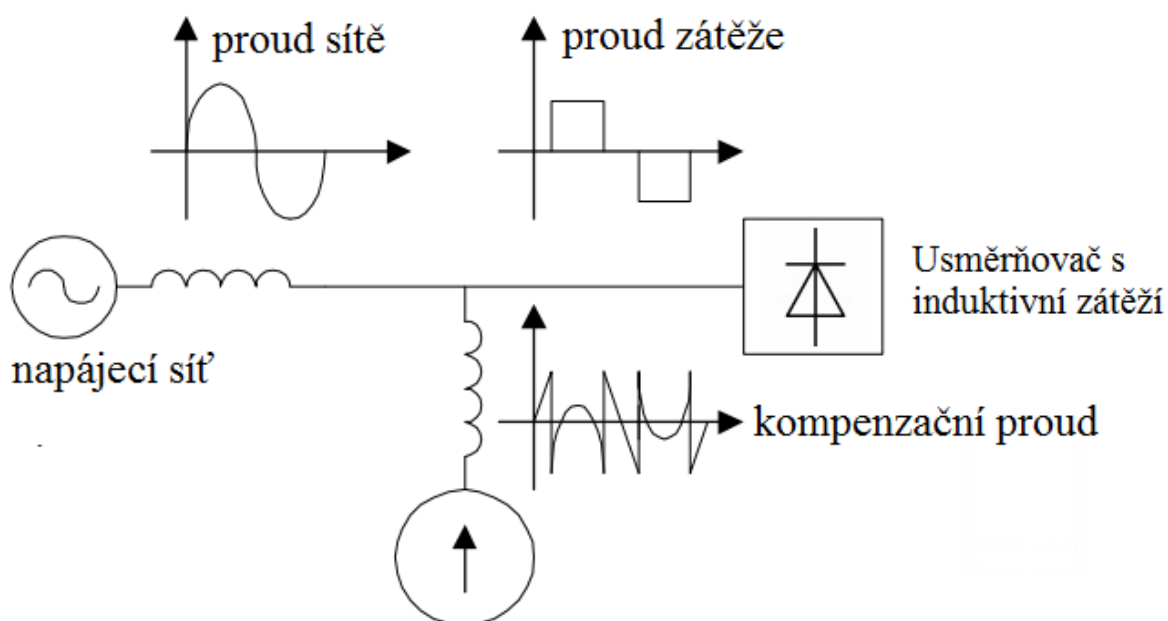 proud sítě
proud zátěže
Usměrňovač s
induktivní zátěží
napájecí síť
kompenzační proud